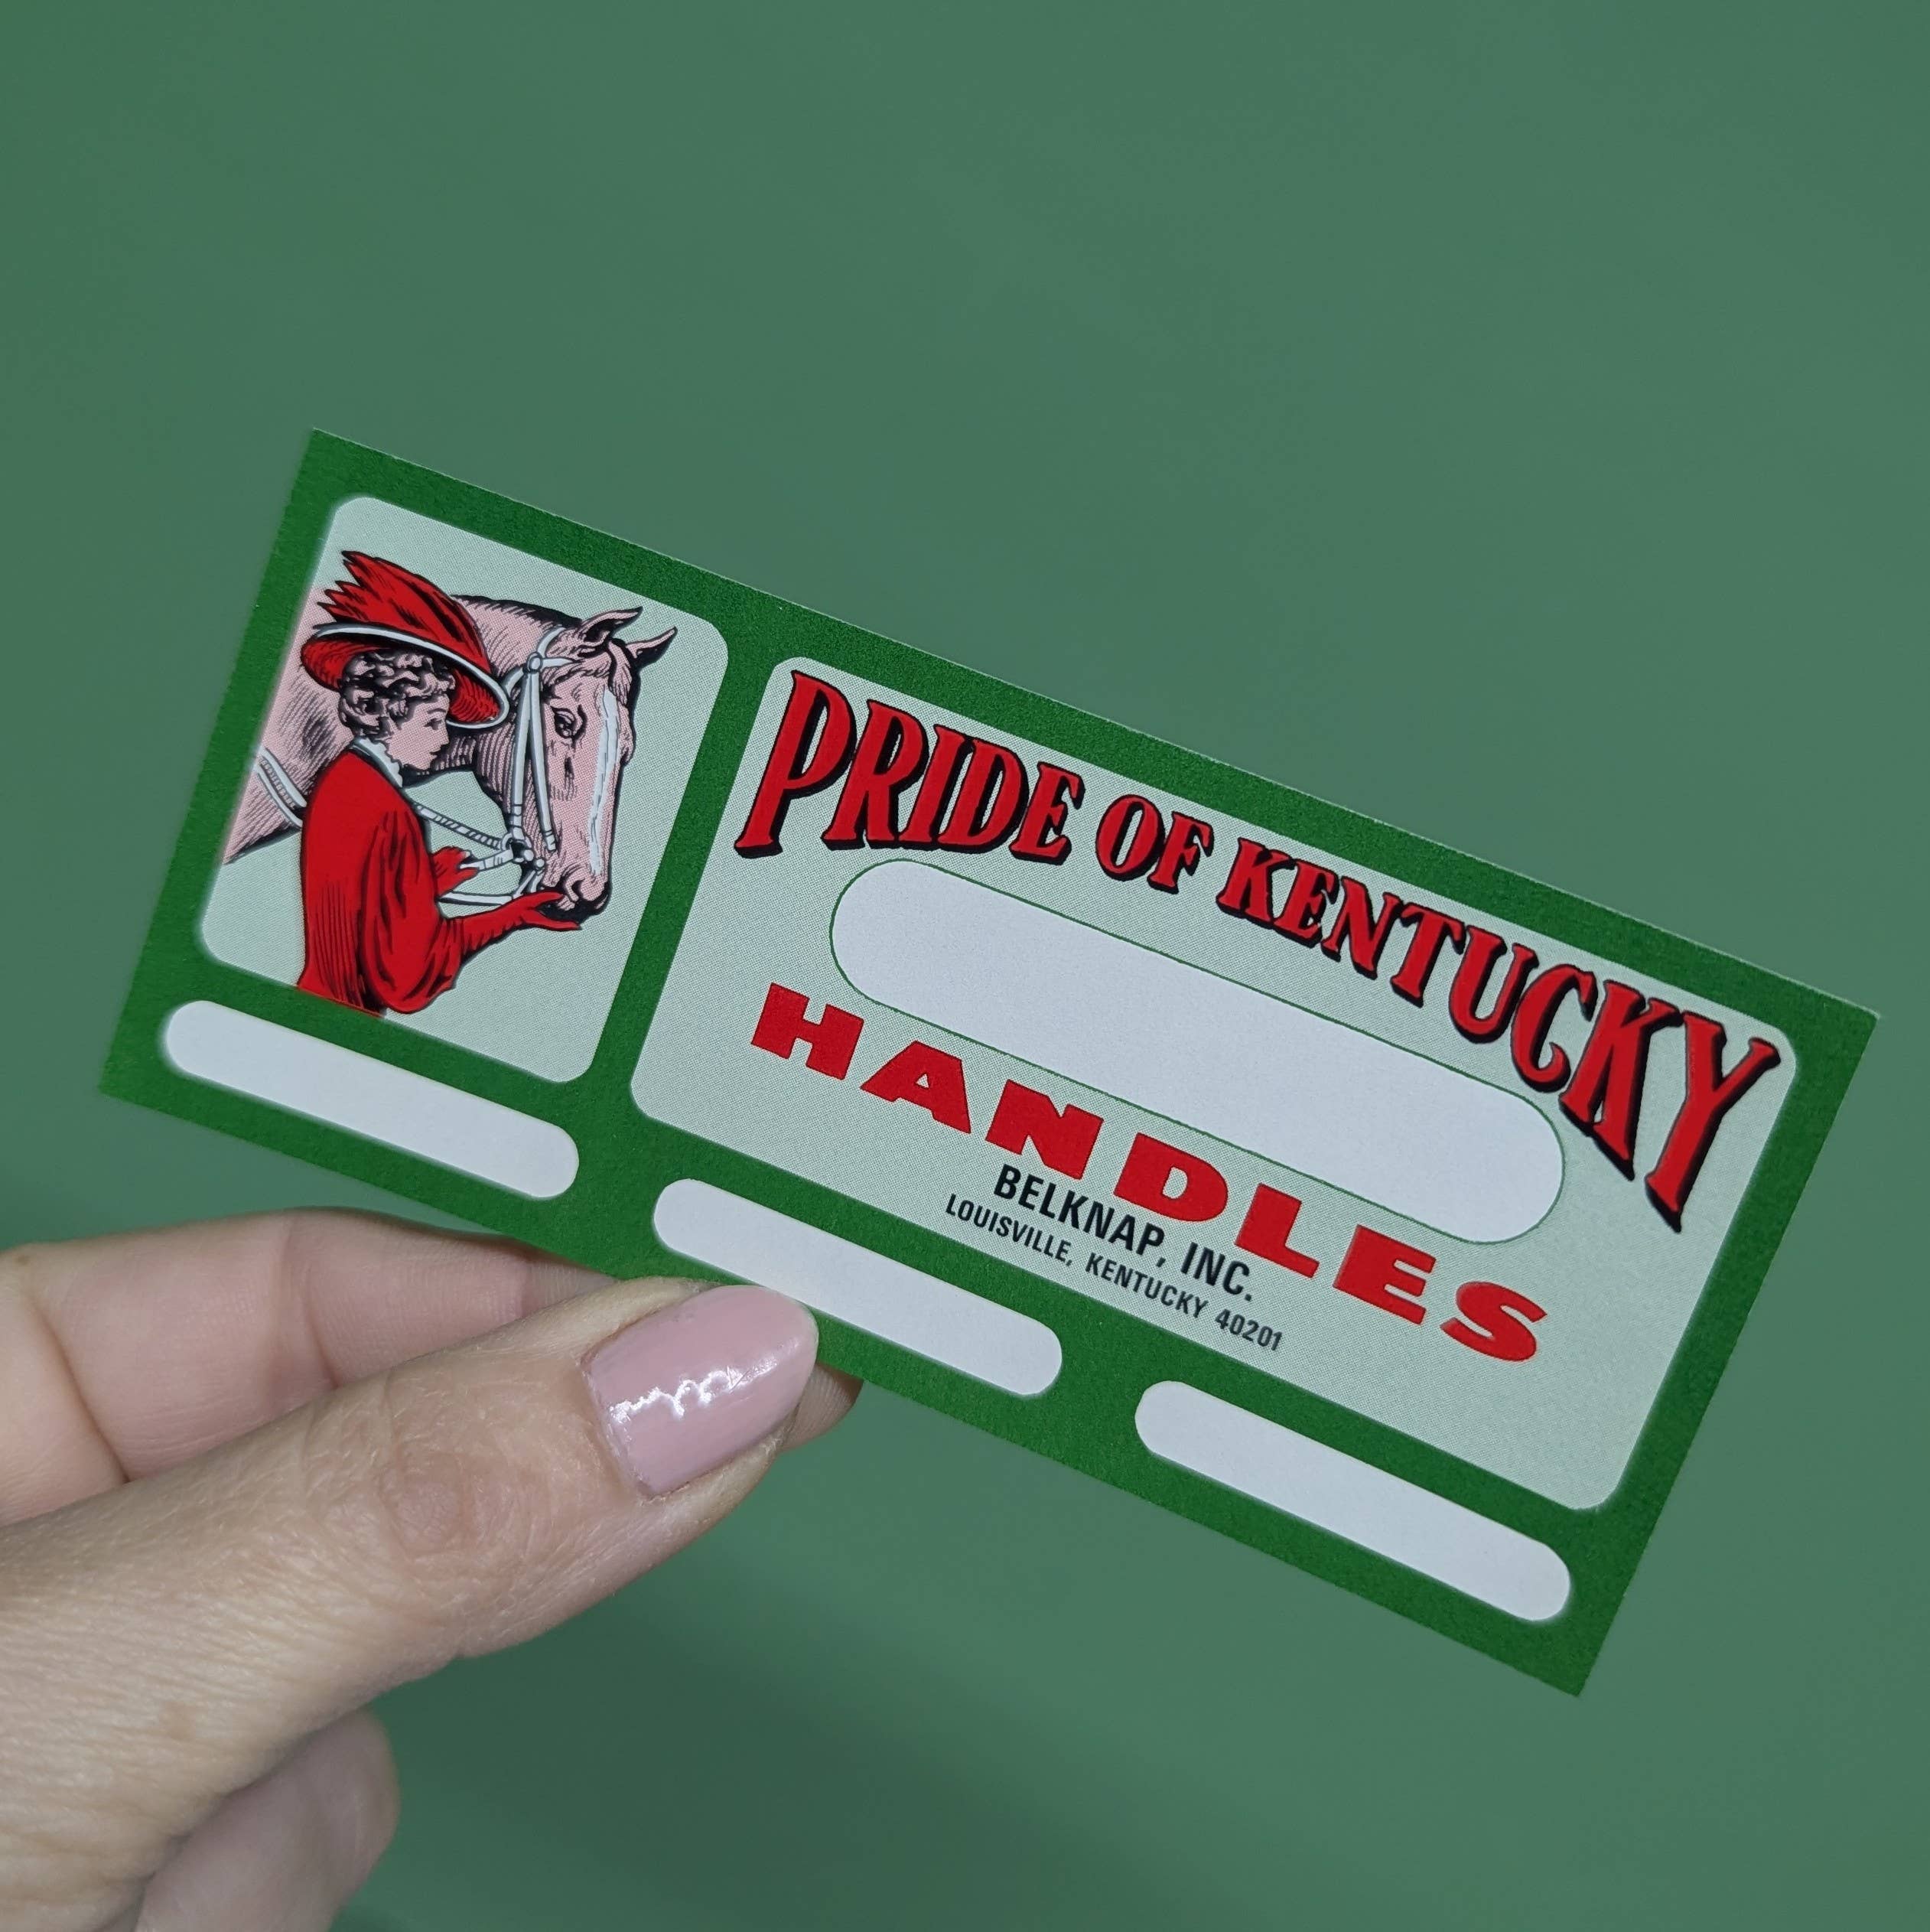 PRIDE OF KENTUCKY
HANDLES
BELKNAP, INC.
LOUISVILLE, KENTUCKY 40201